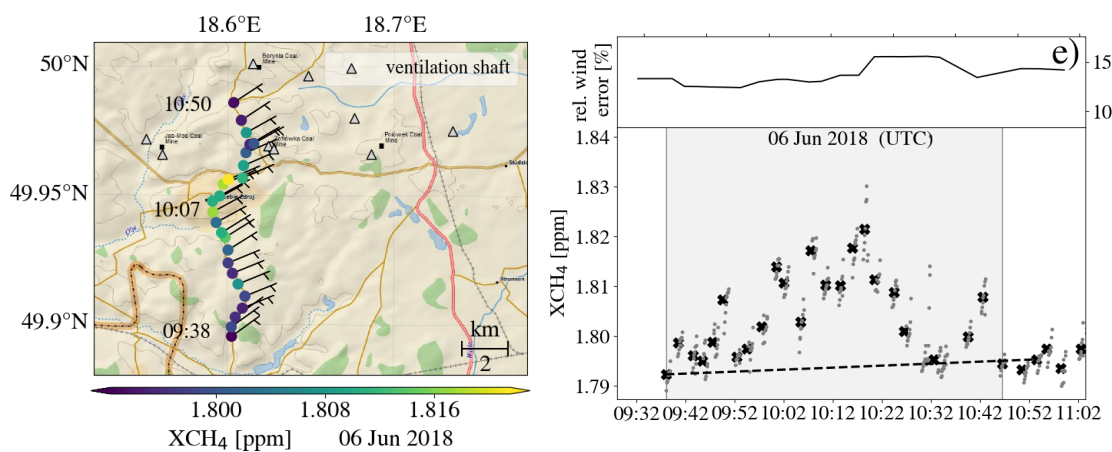 18.6°E 18.7°E
50°N
49.95°N
49.9°N
ventilation shaft
Borynia Coal
Mine
Jas-Mos Coal
Mine
Mine
Pniówek Coal
Mine
10:50
10:07
09:38
km
2
1.800 1.808 1.816
XCH₄ [ppm] 06 Jun 2018
rel. wind
error [%]
15
10
e)
06 Jun 2018 (UTC)
XCH₄ [ppm]
1.84
1.83
1.82
1.81
1.80
1.79
09:32 09:42 09:52 10:02 10:12 10:22 10:32 10:42 10:52 11:02